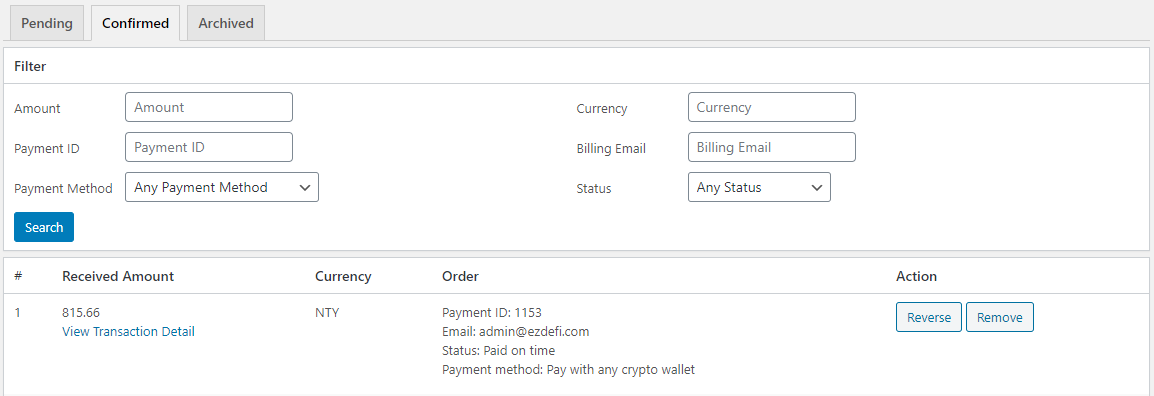 Pending Confirmed Archived
Filter
Amount Amount Currency Currency
Payment ID Payment ID Billing Email Billing Email
Payment Method Any Payment Method Status Any Status
Search
# Received Amount Currency Order Action
1 815.66 NTY Payment ID: 1153 Reverse Remove
View Transaction Detail Email: admin@ezdefi.com
Status: Paid on time
Payment method: Pay with any crypto wallet